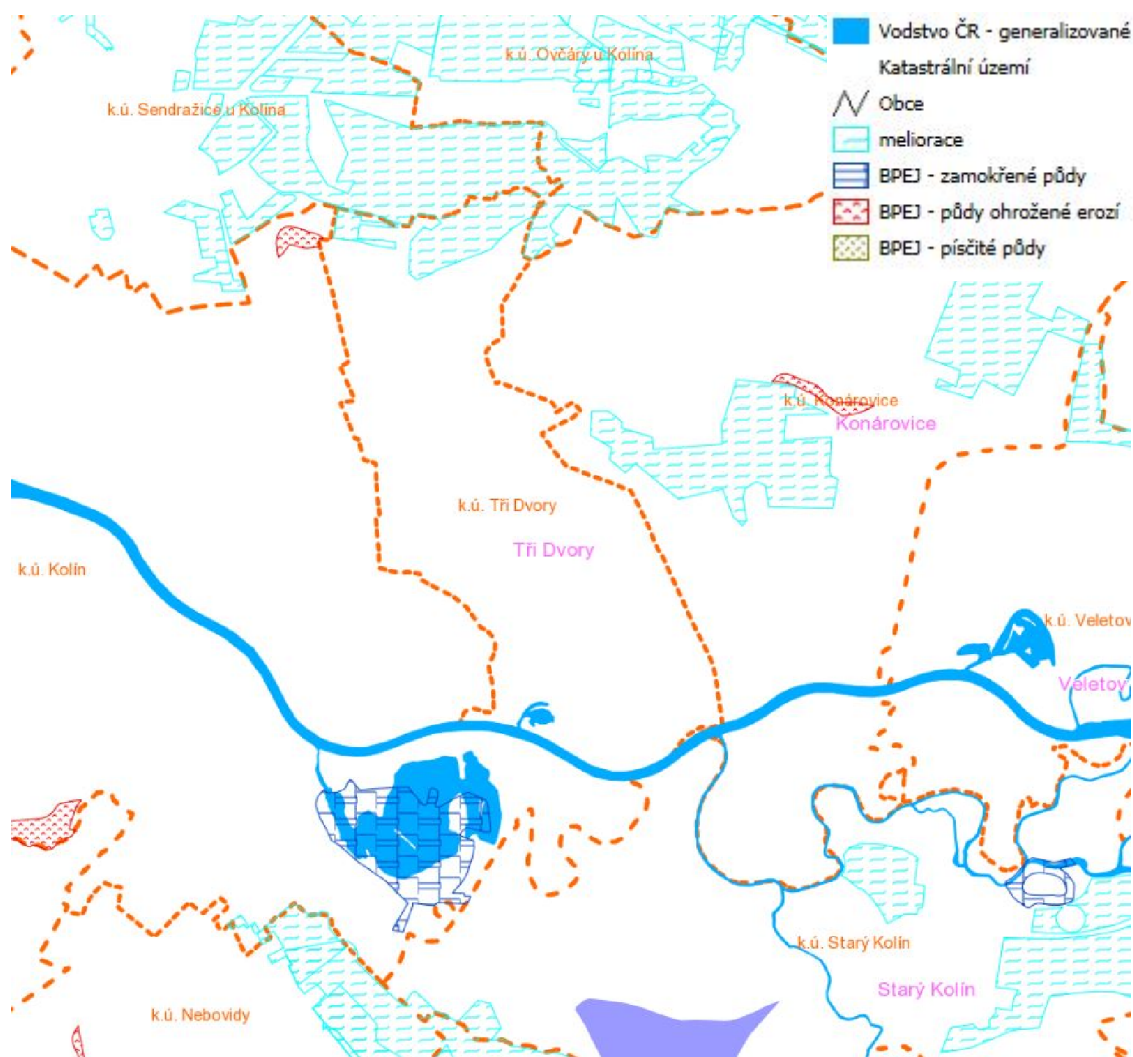 Vodstvo ČR - generalizované
Katastrální území
Obce
meliorace
BPEJ - zamokřené půdy
BPEJ - půdy ohrožené erozí
BPEJ - písčité půdy
k.ú. Ovčáry u Kolína
k.ú. Sendražice u Kolína
k.ú. Konárovice
Konárovice
k.ú. Tři Dvory
Tři Dvory
k.ú. Kolín
k.ú. Veletov
Veletov
k.ú. Starý Kolín
Starý Kolín
k.ú. Nebovidy